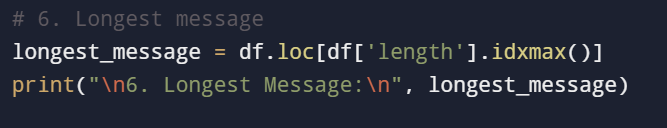 # 6. Longest message
longest_message = df.loc[df['length'].idxmax()]
print("\n6. Longest Message:\n", longest_message)